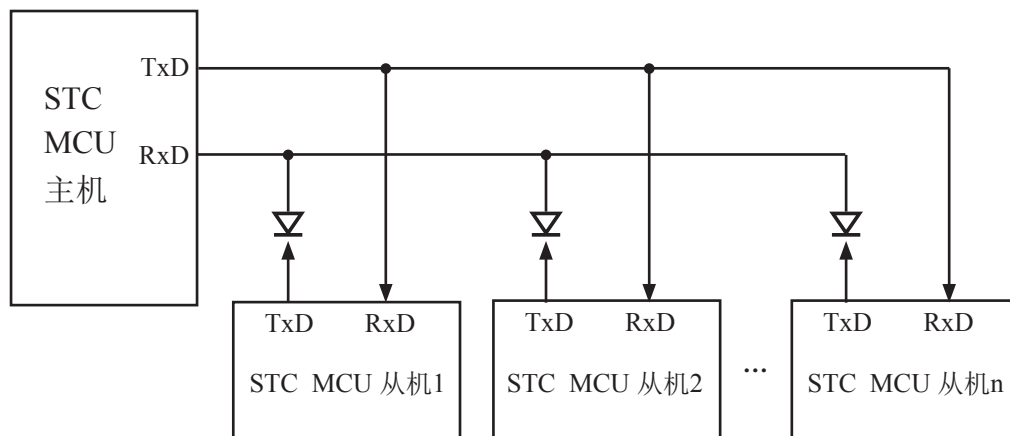 TxD
STC
MCU
RxD
主机
TxD RxD
STC MCU 从机1
TxD RxD
STC MCU 从机2
...
TxD RxD
STC MCU 从机n